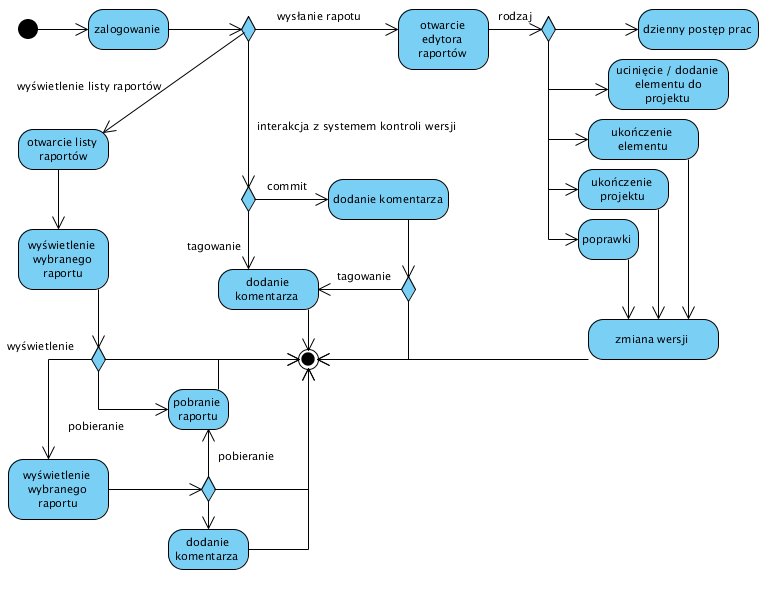 wysłanie rapotu
rodzaj
zalogowanie
otwarcie
edytora
raportów
dzienny postęp prac
wyświetlenie listy raportów
ucinięcie / dodanie
elementu do
projektu
interakcja z systemem kontroli wersji
ukończenie
elementu
otwarcie listy
raportów
commit
dodanie komentarza
ukończenie
projektu
tagowanie
poprawki
wyświetlenie
wybranego
raportu
dodanie
komentarza
tagowanie
zmiana wersji
wyświetlenie
pobranie
raportu
pobieranie
pobieranie
wyświetlenie
wybranego
raportu
dodanie
komentarza